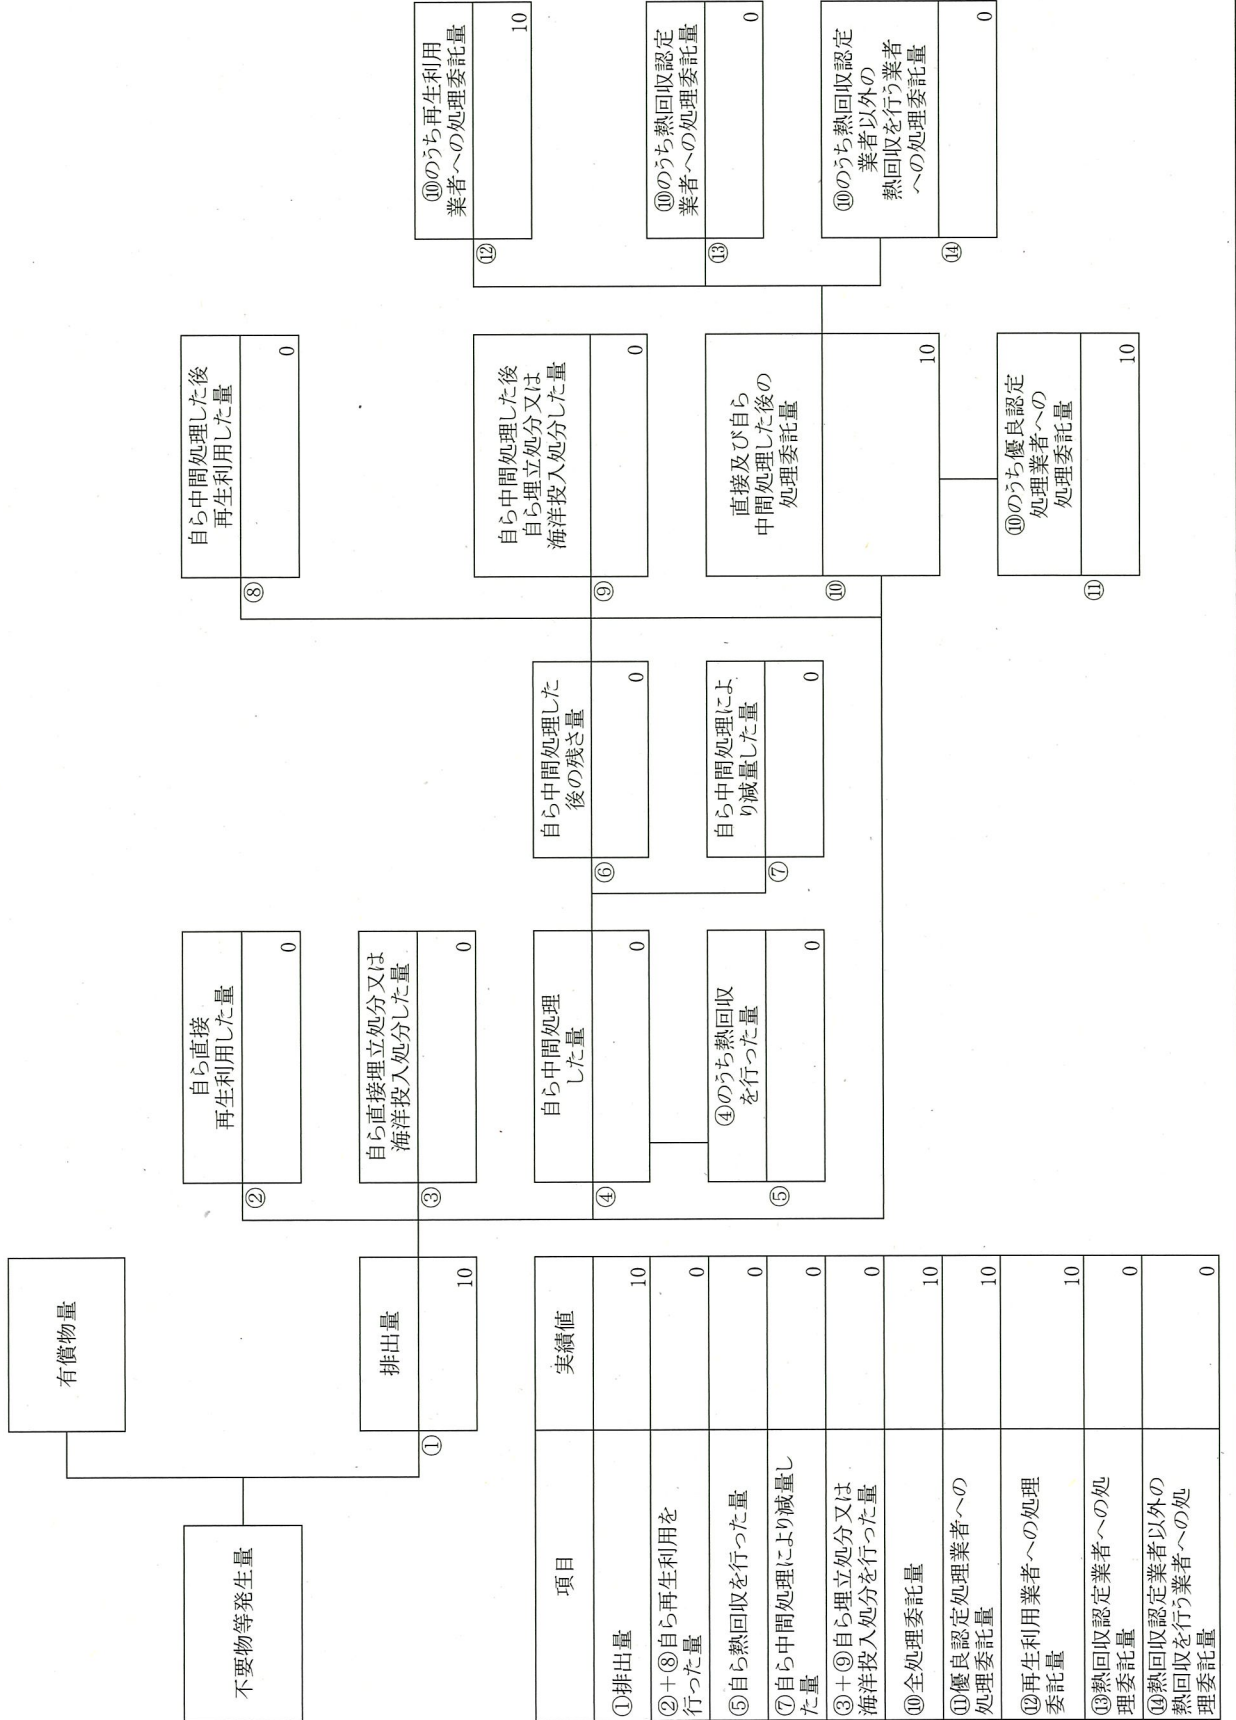 不要物等発生量
有償物量
排出量
①
10
自ら直接
再生利用した量
②
0
自ら直接埋立処分又は
海洋投入処分した量
③
0
自ら中間処理
した量
④
0
④のうち熱回収
を行った量
⑤
0
自ら中間処理した
後の残さ量
⑥
0
自ら中間処理によ
り減量した量
⑦
0
自ら中間処理した後
再生利用した量
⑧
0
自ら中間処理した後
自ら埋立処分又は
海洋投入処分した量
⑨
0
直接及び自ら
中間処理した後の
処理委託量
⑩
10
⑩のうち優良認定
処理業者への
処理委託量
⑪
10
⑩のうち再生利用
業者への処理委託量
⑫
10
⑩のうち熱回収認定
業者への処理委託量
⑬
0
⑩のうち熱回収認定
業者以外の
熱回収を行う業者
への処理委託量
⑭
0
項目 実績値
①排出量 10
②+⑧自ら再生利用を
行った量 0
⑤自ら熱回収を行った量 0
⑦自ら中間処理により減量し
た量 0
③+⑨自ら埋立処分又は
海洋投入処分を行った量 0
⑩全処理委託量 10
⑪優良認定処理業者への
処理委託量 10
⑫再生利用業者への処理
委託量 10
⑬熱回収認定業者への処
理委託量 0
⑭熱回収認定業者以外の
熱回収を行う業者への処
理委託量 0